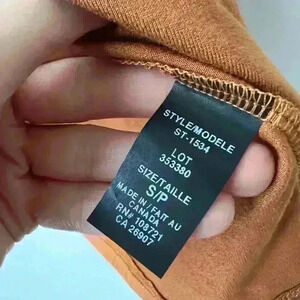 STYLE/MODELE
ST-1534
LOT
353380
SIZE/TAILLE
S/P
MADE IN / FAIT AU
CANADA
RN# 108721
CA 26907